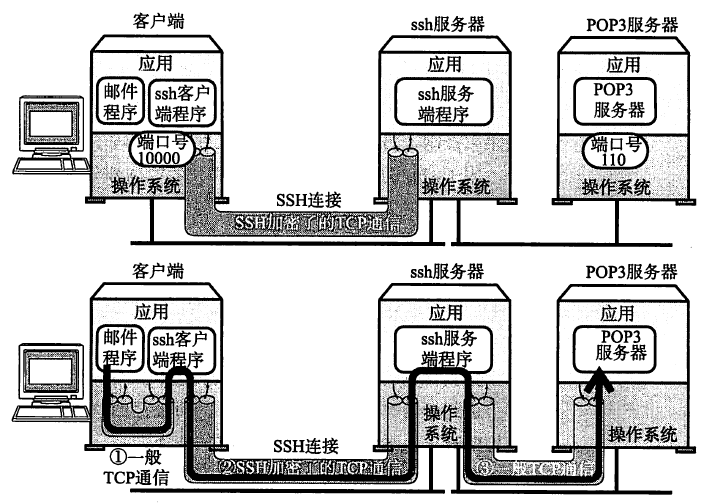 客户端
ssh服务器
POP3服务器
应用
应用
应用
邮件
程序
ssh客户
端程序
ssh服务
端程序
POP3
服务器
端口号
10000
端口号
110
操作系统
操作系统
操作系统
SSH连接
SSH加密了的TCP通信
客户端
ssh服务器
POP3服务器
应用
应用
应用
邮件
程序
ssh客户
端程序
ssh服务
端程序
POP3
服务器
操作
系统
操作系统
①一般
TCP通信
SSH连接
②SSH加密了的TCP通信
③一般TCP通信